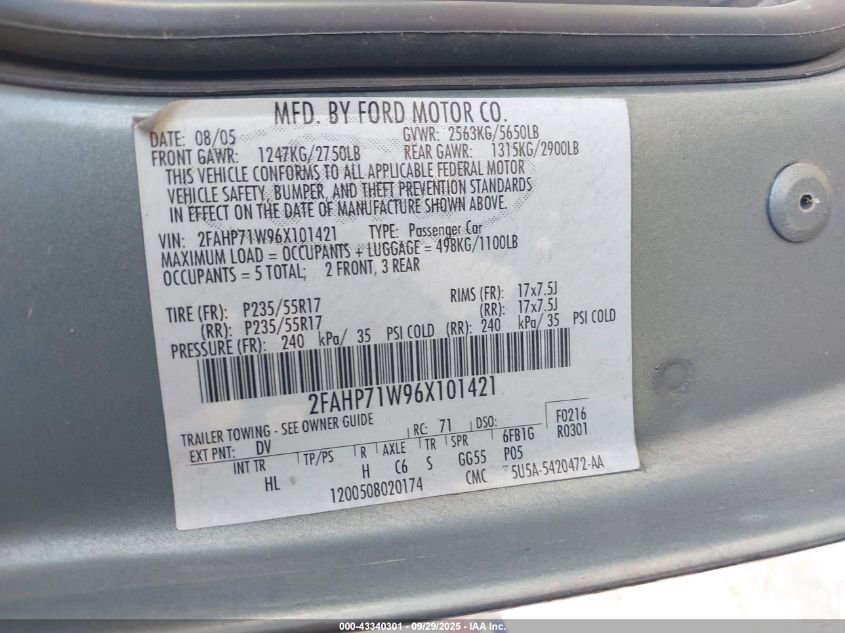 MFD. BY FORD MOTOR CO.
DATE: 08/05 GVWR: 2563KG/5650LB
FRONT GAWR: 1247KG/2750LB REAR GAWR: 1315KG/2900LB
THIS VEHICLE CONFORMS TO ALL APPLICABLE FEDERAL MOTOR
VEHICLE SAFETY, BUMPER, AND THEFT PREVENTION STANDARDS
IN EFFECT ON THE DATE OF MANUFACTURE SHOWN ABOVE.
VIN: 2FAHP71W96X101421 TYPE: Passenger Car
MAXIMUM LOAD = OCCUPANTS + LUGGAGE = 498KG/1100LB
OCCUPANTS = 5 TOTAL; 2 FRONT, 3 REAR
TIRE (FR): P235/55R17 RIMS (FR): 17x7.5J
(RR): P235/55R17 (RR): 17x7.5J
PRESSURE (FR): 240 kPa/ 35 PSI COLD (RR): 240 kPa/ 35 PSI COLD
2FAHP71W96X101421
TRAILER TOWING - SEE OWNER GUIDE RC: 71 DSO: F0216
EXT PNT: DV R AXLE TR SPR 6FB1G R0301
INT TR TP/PS H C6 S GG55 P05
HL 1200508020174 CMC 5U5A-5420472-AA
000-43340301 - 09/29/2025 - IAA Inc.